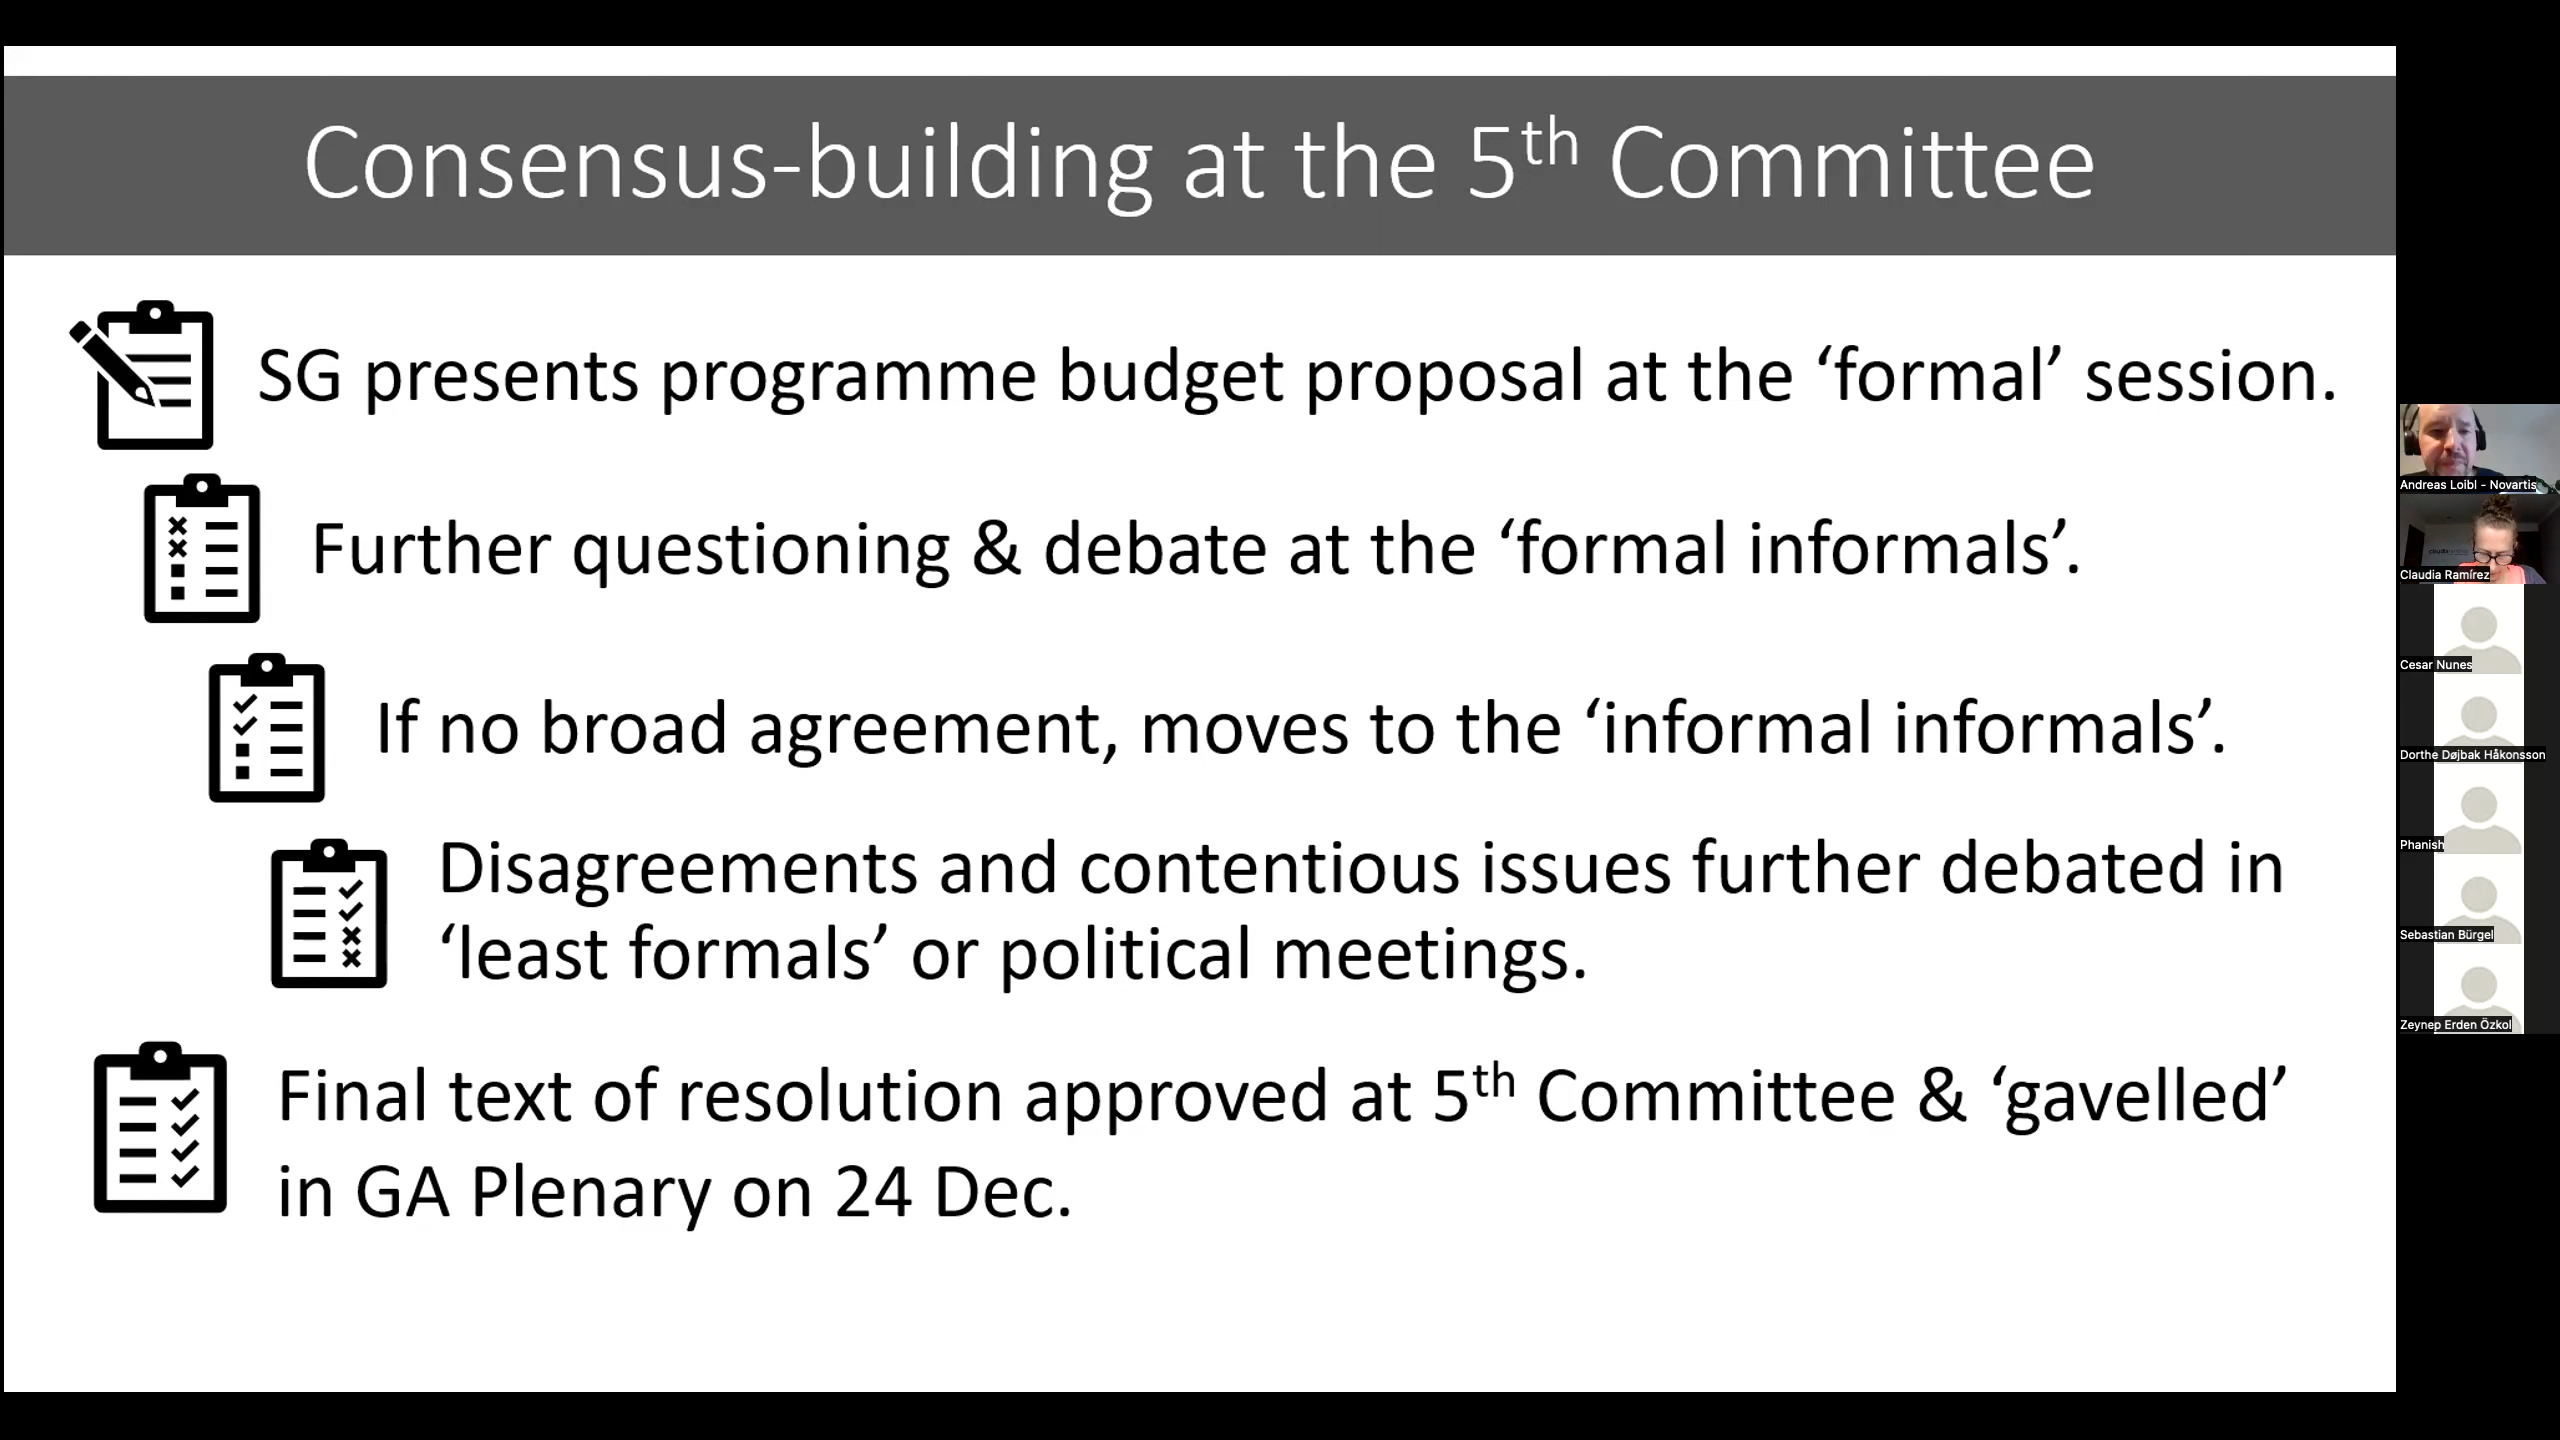 Consensus-building at the 5th Committee
SG presents programme budget proposal at the ‘formal’ session.
Further questioning & debate at the ‘formal informals’.
If no broad agreement, moves to the ‘informal informals’.
Disagreements and contentious issues further debated in
‘least formals’ or political meetings.
Final text of resolution approved at 5th Committee & ‘gavelled’
in GA Plenary on 24 Dec.
Andreas Loibl - Novartis
Claudia Ramírez
Cesar Nunes
Dorthe Døjbak Håkonsson
Phanish
Sebastian Bürgel
Zeynep Erden Özkol